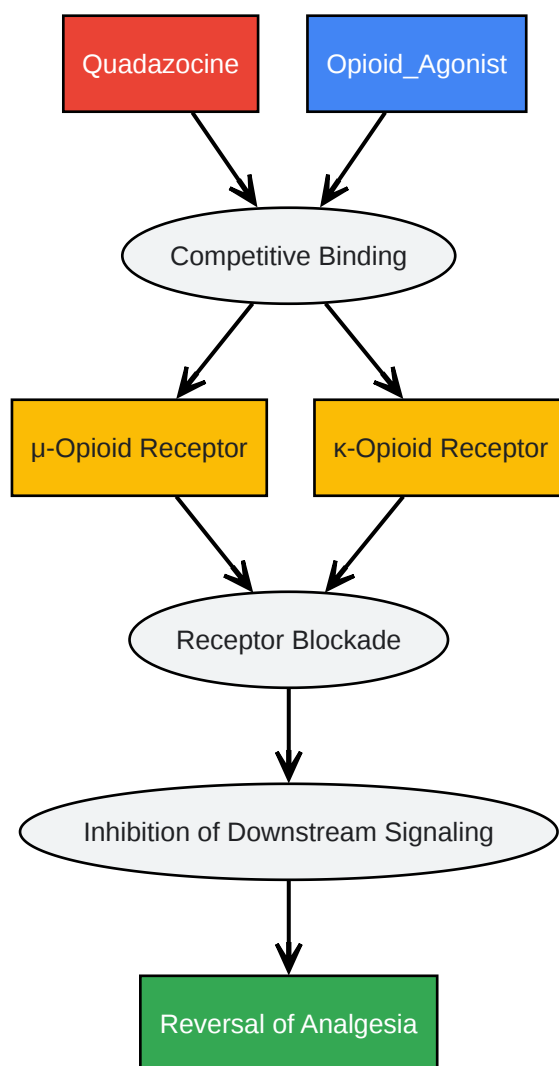 Quadazocine
Opioid_Agonist
Competitive Binding
μ-Opioid Receptor
κ-Opioid Receptor
Receptor Blockade
Inhibition of Downstream Signaling
Reversal of Analgesia